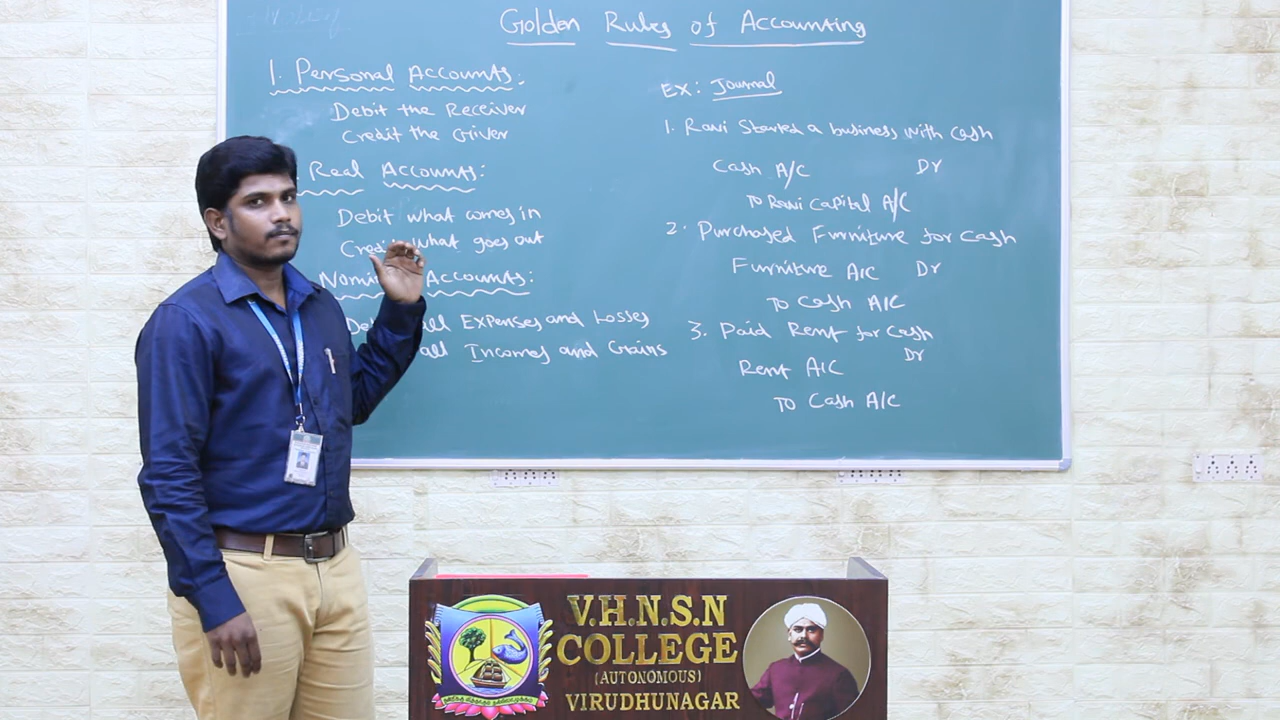 Golden Rules of Accounting
1. Personal Accounts:
Debit the Receiver
Credit the Giver
Real Accounts:
Debit what comes in
Credit what goes out
Accounts:
all Expenses and Losses
all Incomes and Gains
EX: Journal
1. Ravi Started a business with Cash
Cash A/c Dr
To Ravi Capital A/c
2. Purchased Furniture for Cash
Furniture A/c Dr
To Cash A/c
3. Paid Rent for Cash
Rent A/c Dr
To Cash A/c
V.H.N.S.N
COLLEGE
(AUTONOMOUS)
VIRUDHUNAGAR